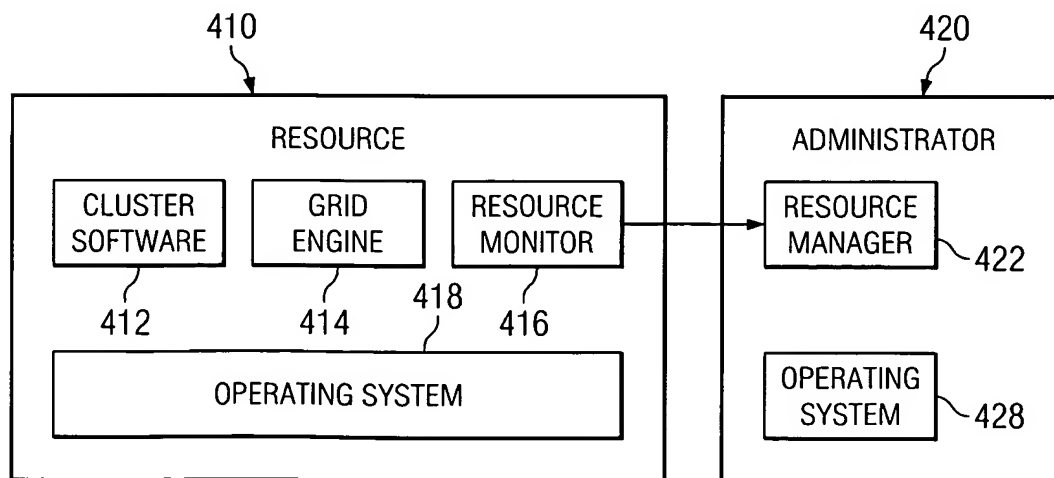 410
420
RESOURCE
ADMINISTRATOR
CLUSTER
SOFTWARE
GRID
ENGINE
RESOURCE
MONITOR
RESOURCE
MANAGER
422
412
414
418
416
OPERATING SYSTEM
OPERATING
SYSTEM
428